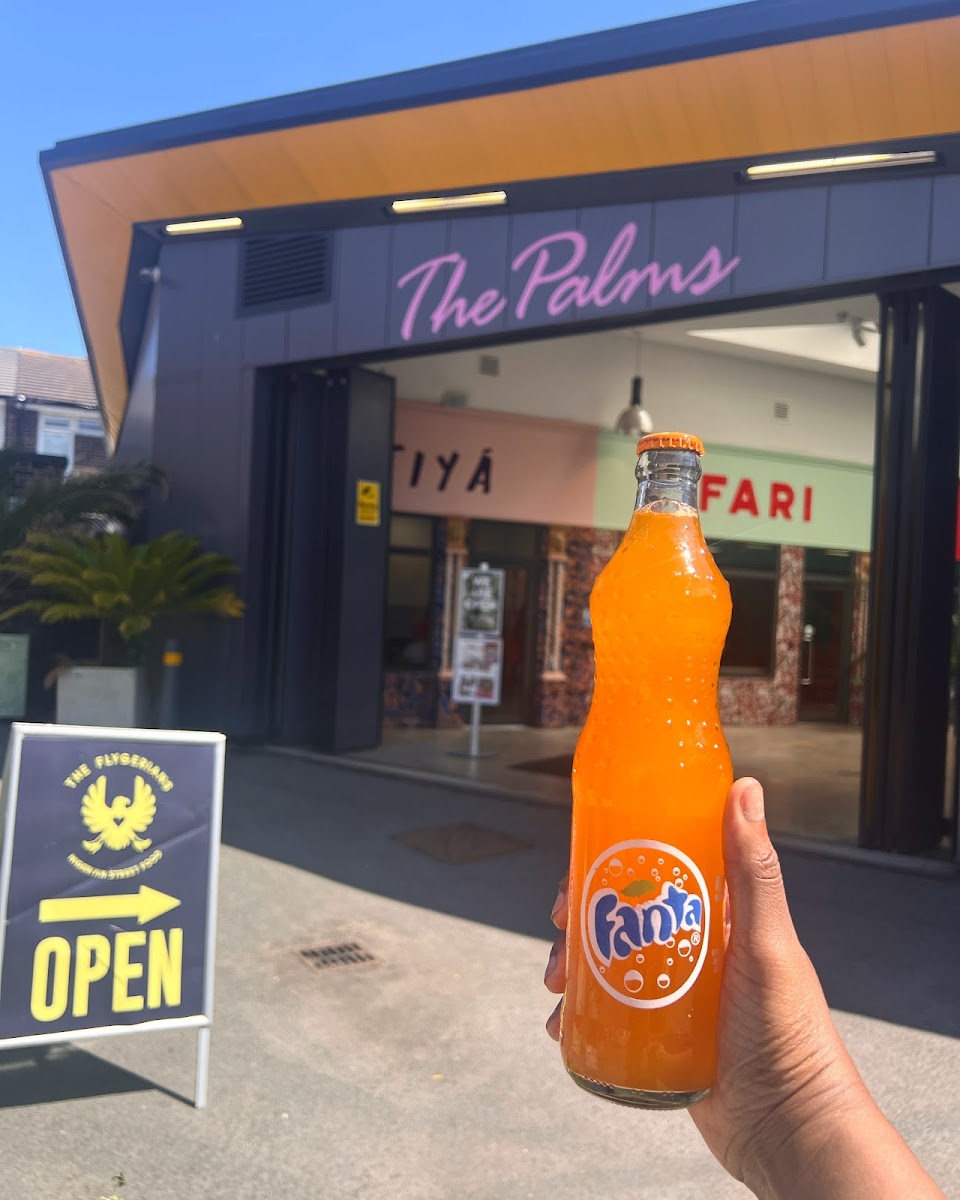 The Palms
TIYÁ
FARI
THE FLYGERIANS
NIGERIAN STREET FOOD
OPEN
Fanta
®